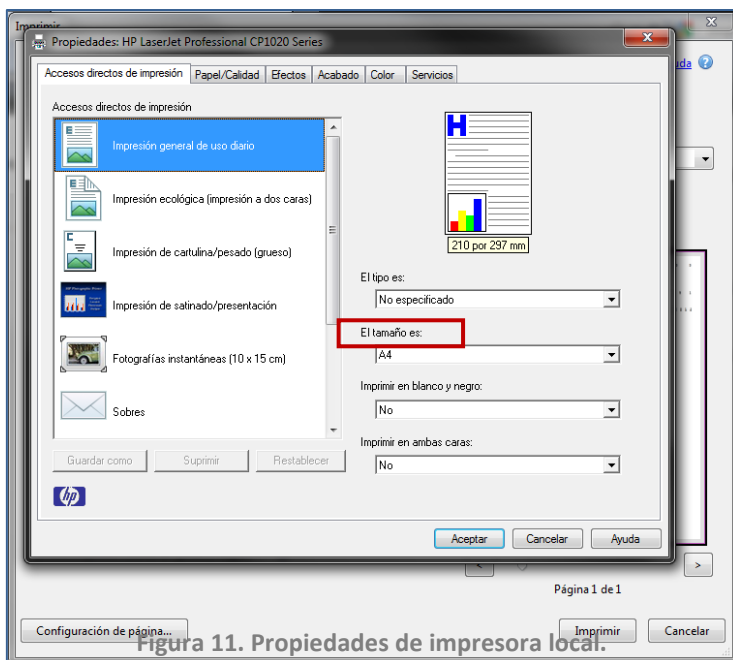 Imprimir
Propiedades: HP LaserJet Professional CP1020 Series
Accesos directos de impresión Papel/Calidad Efectos Acabado Color Servicios
Accesos directos de impresión
Impresión general de uso diario
Impresión ecológica (impresión a dos caras)
Impresión de cartulina/pesado (grueso)
Impresión de satinado/presentación
Fotografías instantáneas (10 x 15 cm)
Sobres
Guardar como Suprimir Restablecer
hp
H
210 por 297 mm
El tipo es:
No especificado
El tamaño es:
A4
Imprimir en blanco y negro:
No
Imprimir en ambas caras:
No
Aceptar Cancelar Ayuda
Página 1 de 1
Configuración de página... Imprimir Cancelar
Figura 11. Propiedades de impresora local.